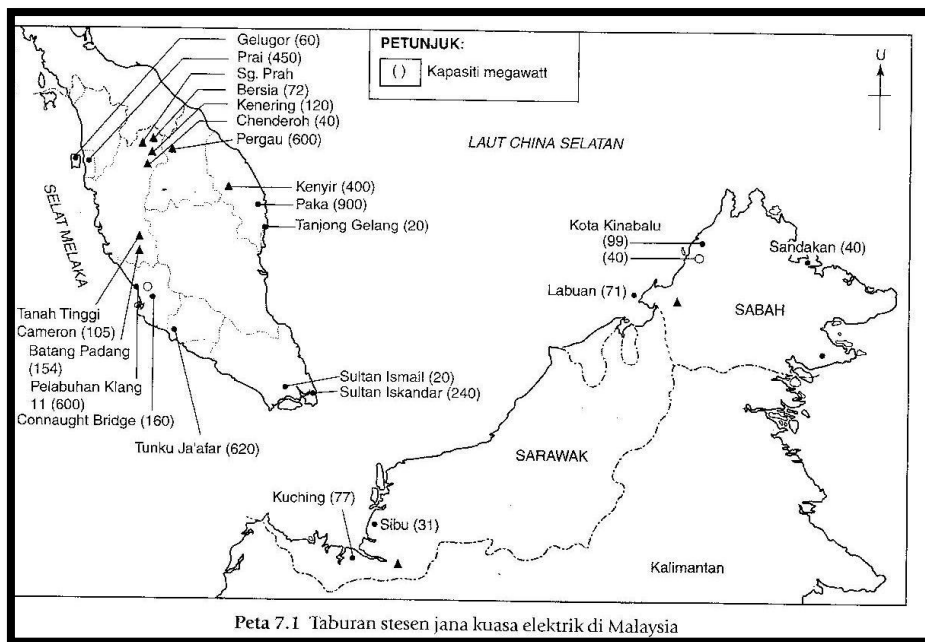 Gelugor (60)
Prai (450)
Sg. Prah
Bersia (72)
Kenering (120)
Chenderoh (40)
Pergau (600)
PETUNJUK:
( ) Kapasiti megawatt
U
LAUT CHINA SELATAN
SELAT MELAKA
Kenyir (400)
Paka (900)
Tanjong Gelang (20)
Kota Kinabalu
(99)
(40)
Sandakan (40)
Labuan (71)
SABAH
Tanah Tinggi
Cameron (105)
Batang Padang
(154)
Pelabuhan Klang
11 (600)
Connaught Bridge (160)
Tunku Ja'afar (620)
Sultan Ismail (20)
Sultan Iskandar (240)
SARAWAK
Kuching (77)
Sibu (31)
Kalimantan
Peta 7.1 Taburan stesen jana kuasa elektrik di Malaysia